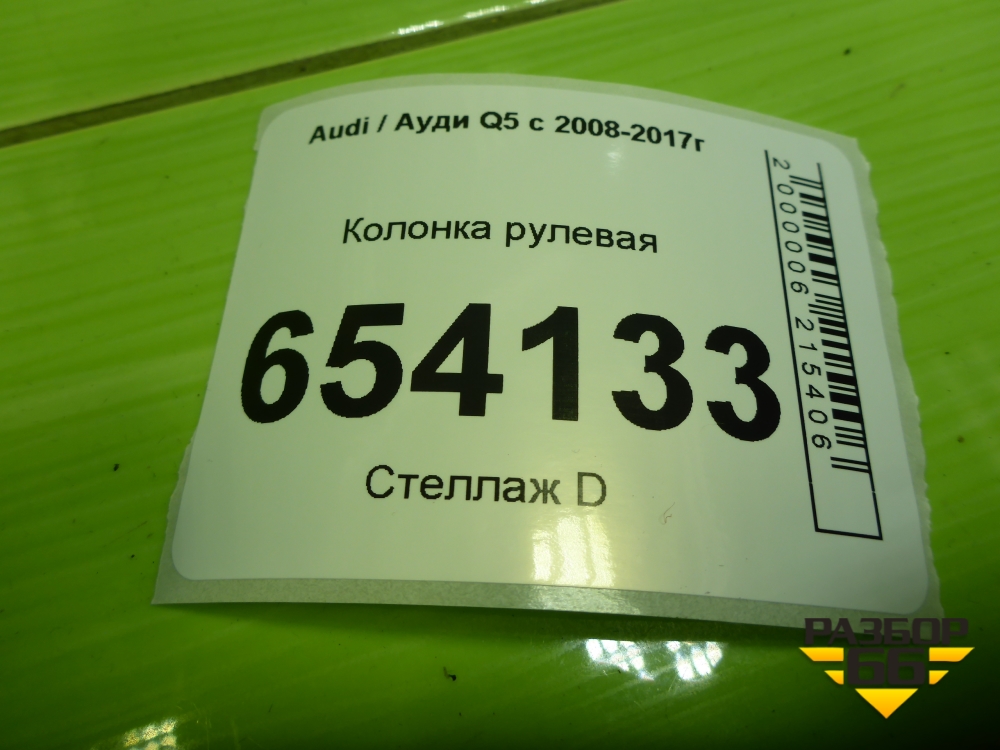 Audi / Ауди Q5 с 2008-2017г
Колонка рулевая
654133
Стеллаж D
2000006215406
РАЗБОР
66